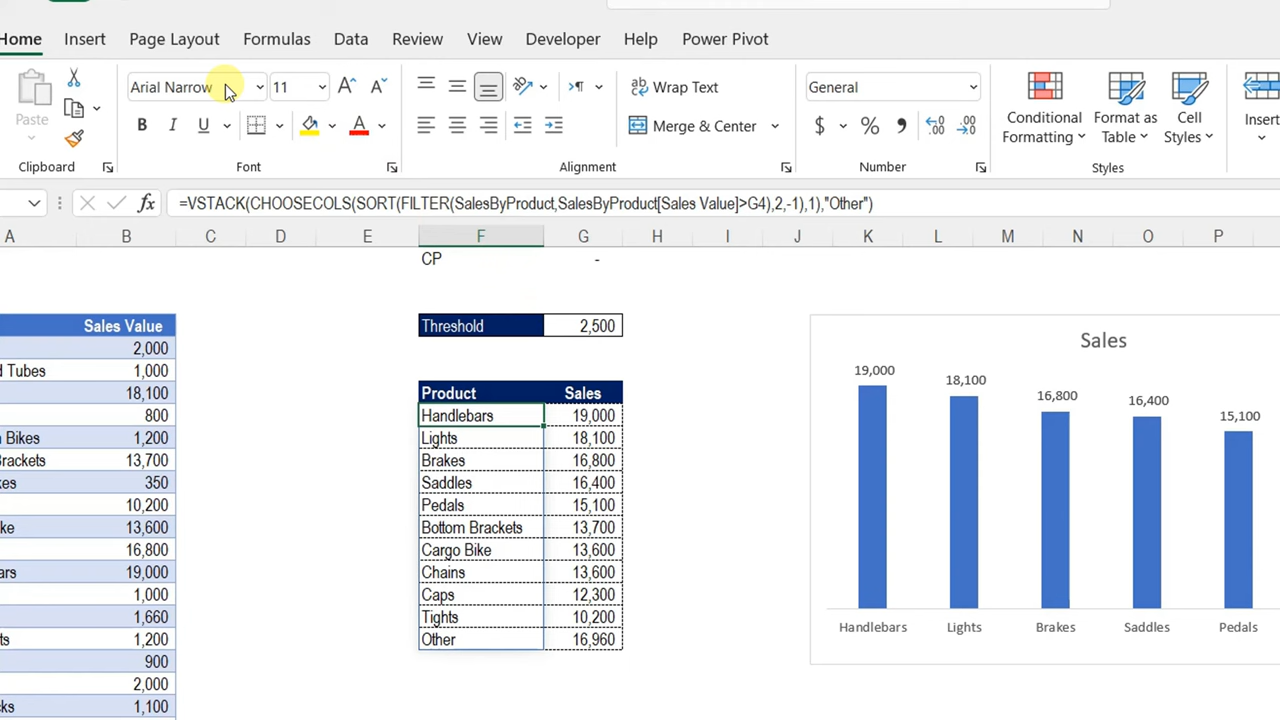 Home Insert Page Layout Formulas Data Review View Developer Help Power Pivot
Arial Narrow 11 Wrap Text General
Paste B I U Merge & Center $ % Conditional Formatting Format as Table Cell Styles Insert
Clipboard Font Alignment Number Styles
fx =VSTACK(CHOOSECOLS(SORT(FILTER(SalesByProduct,SalesByProduct[Sales Value]>G4),2,-1),1),"Other")
A B C D E F G H I J K L M N O P
CP -
Sales Value
2,000
d Tubes 1,000
18,100
800
n Bikes 1,200
Brackets 13,700
kes 350
10,200
ke 13,600
16,800
ars 19,000
1,000
1,660
ts 1,200
900
2,000
cks 1,100
Threshold 2,500
Product Sales
Handlebars 19,000
Lights 18,100
Brakes 16,800
Saddles 16,400
Pedals 15,100
Bottom Brackets 13,700
Cargo Bike 13,600
Chains 13,600
Caps 12,300
Tights 10,200
Other 16,960
Sales
19,000 18,100 16,800 16,400 15,100
Handlebars Lights Brakes Saddles Pedals